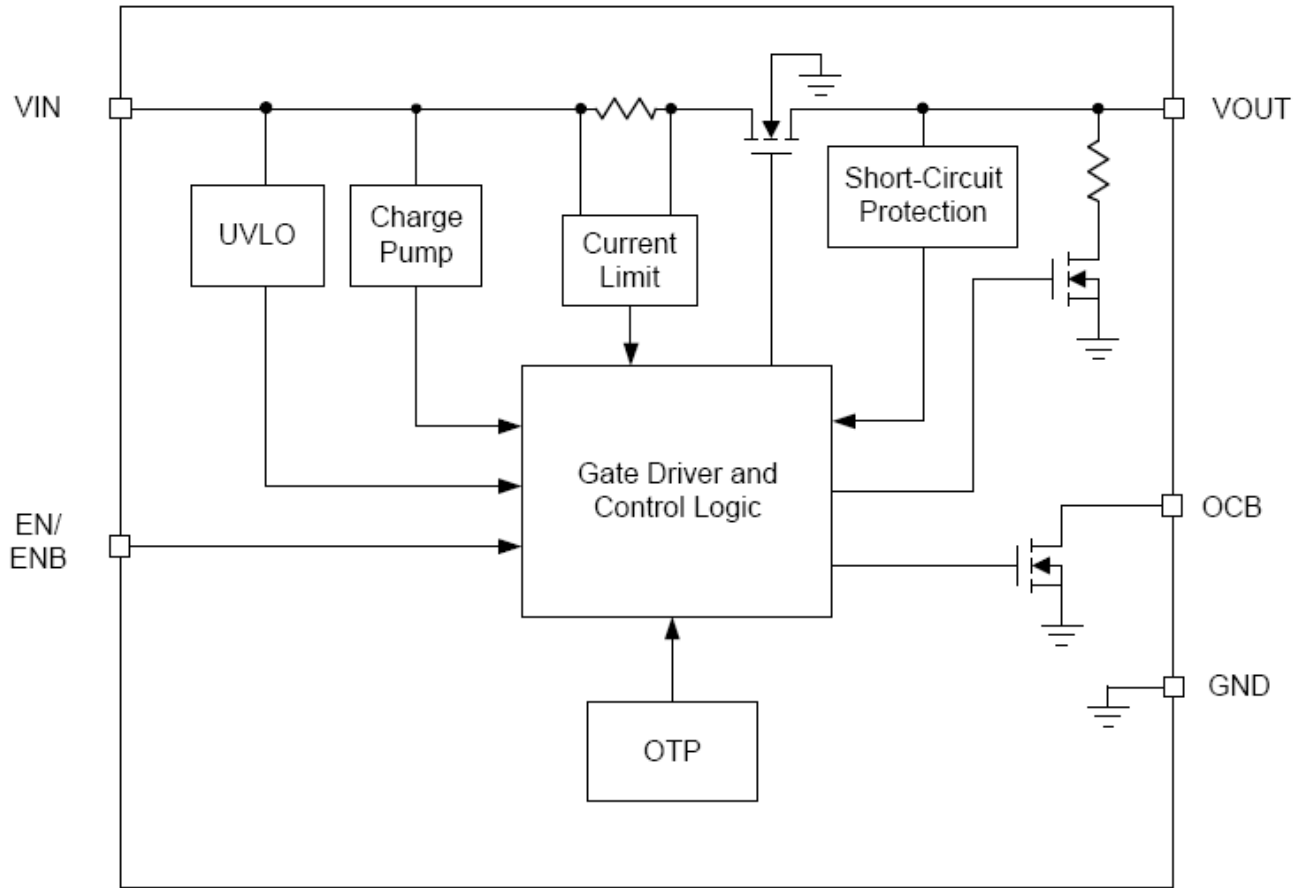 VIN
VOUT
UVLO
Charge
Pump
Current
Limit
Short-Circuit
Protection
Gate Driver and
Control Logic
EN/
ENB
OCB
GND
OTP